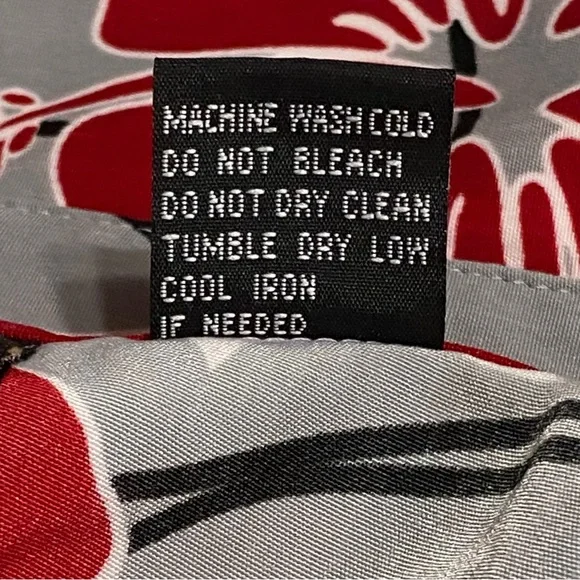 MACHINE WASH COLD
DO NOT BLEACH
DO NOT DRY CLEAN
TUMBLE DRY LOW
COOL IRON
IF NEEDED